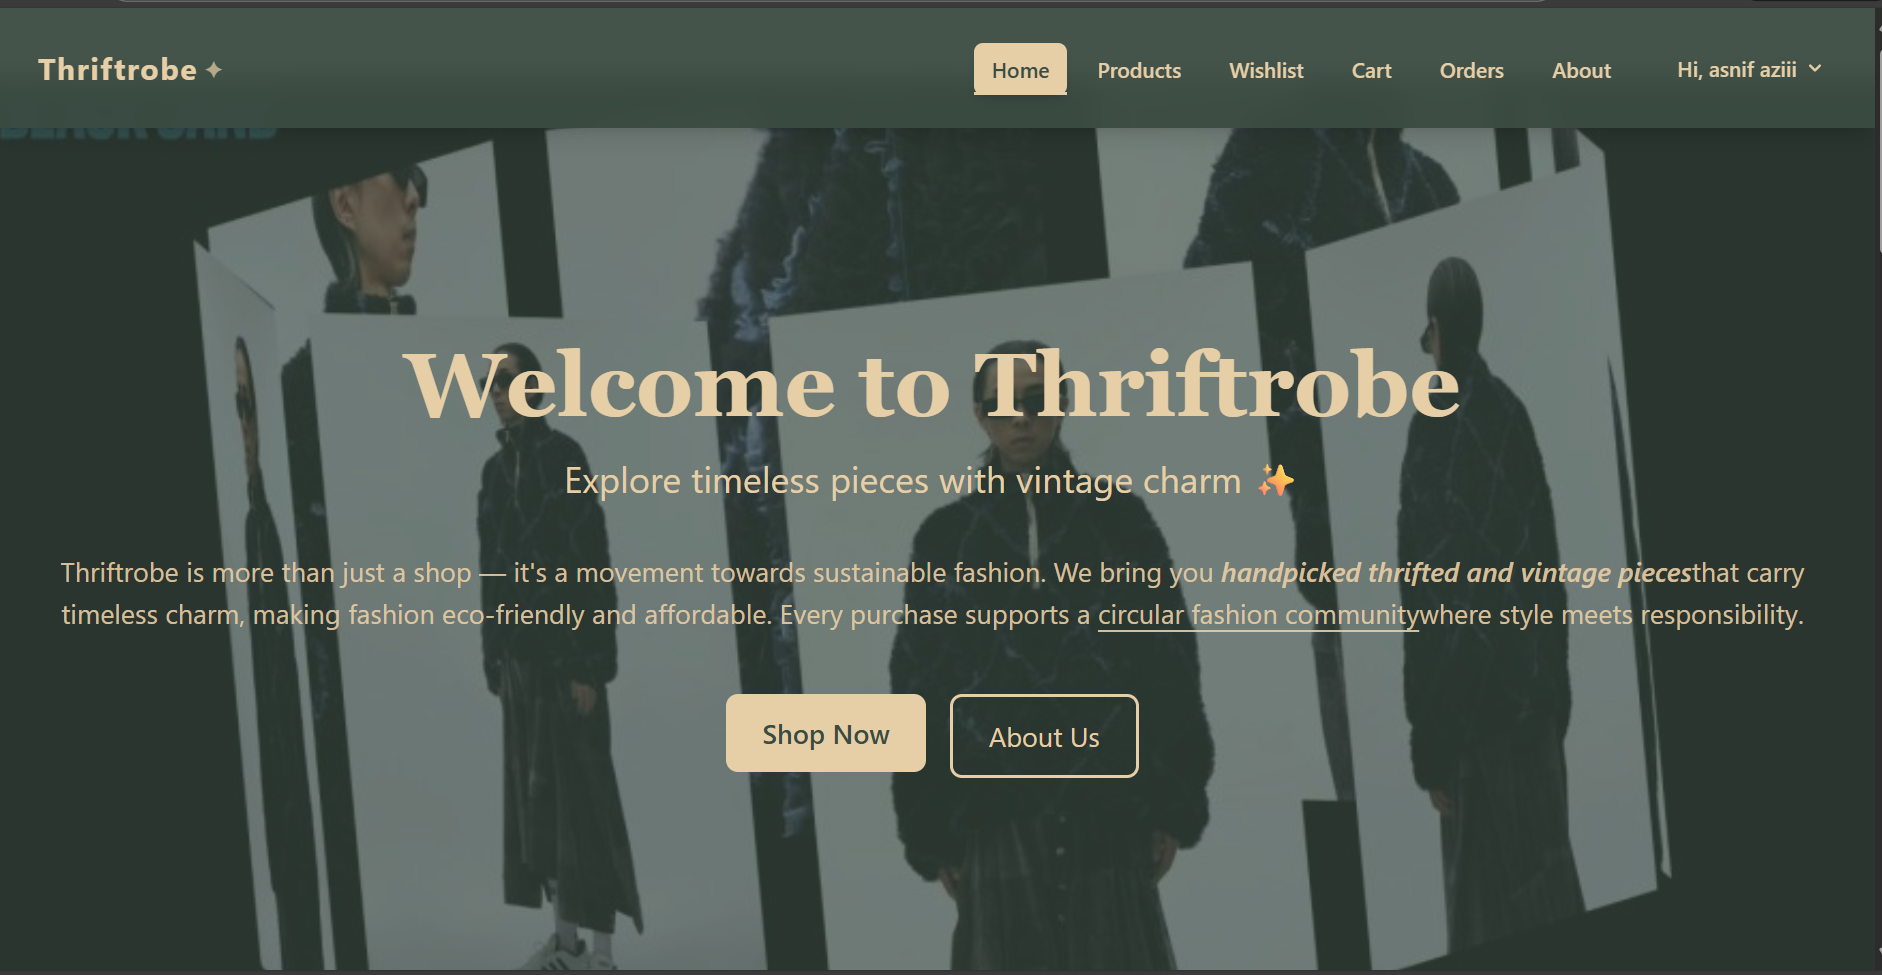 Thriftrobe ✦
Home Products Wishlist Cart Orders About Hi, asnif aziii
Welcome to Thriftrobe
Explore timeless pieces with vintage charm ✨
Thriftrobe is more than just a shop — it's a movement towards sustainable fashion. We bring you handpicked thrifted and vintage piecesthat carry
timeless charm, making fashion eco-friendly and affordable. Every purchase supports a circular fashion communitywhere style meets responsibility.
Shop Now About Us